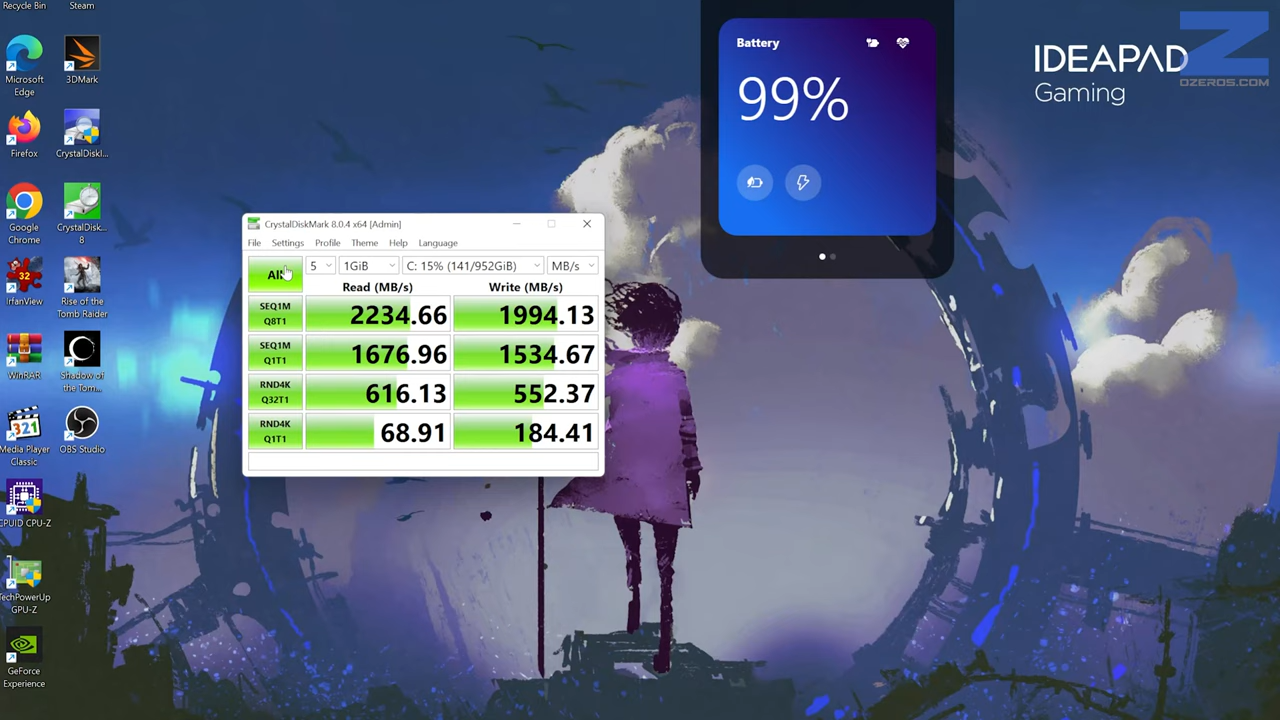 Recycle Bin
Steam
Microsoft
Edge
3DMark
Firefox
CrystalDiskI...
Google
Chrome
CrystalDisk...
8
IrfanView
Rise of the
Tomb Raider
WinRAR
Shadow of
the Tom...
321
Media Player
Classic
OBS Studio
CPUID CPU-Z
TechPowerUp
GPU-Z
GeForce
Experience
CrystalDiskMark 8.0.4 x64 [Admin]
File Settings Profile Theme Help Language
All 5 1GiB C: 15% (141/952GiB) MB/s
Read (MB/s) Write (MB/s)
SEQ1M
Q8T1
2234.66 1994.13
SEQ1M
Q1T1
1676.96 1534.67
RND4K
Q32T1
616.13 552.37
RND4K
Q1T1
68.91 184.41
Battery
99%
IDEAPAD
Gaming
Z
OZEROS.COM